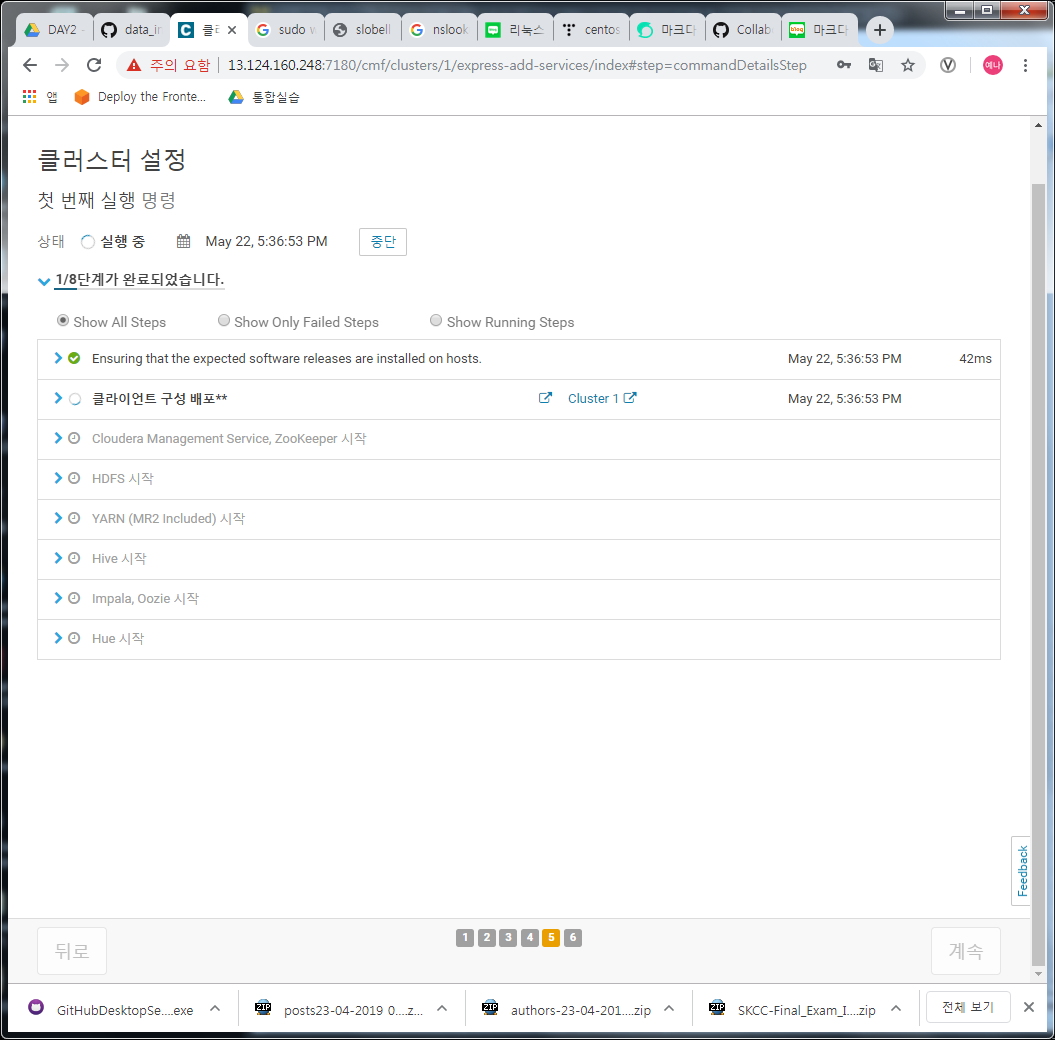 DAY2 -
data_ir
클러
sudo w
slobell
nslook
리눅스
centos
마크다
Collab
마크다
주의 요함 13.124.160.248:7180/cmf/clusters/1/express-add-services/index#step=commandDetailsStep 예나
앱 Deploy the Fronte... 통합실습
클러스터 설정
첫 번째 실행 명령
상태 실행 중 May 22, 5:36:53 PM 중단
1/8단계가 완료되었습니다.
Show All Steps Show Only Failed Steps Show Running Steps
Ensuring that the expected software releases are installed on hosts. May 22, 5:36:53 PM 42ms
클라이언트 구성 배포** Cluster 1 May 22, 5:36:53 PM
Cloudera Management Service, ZooKeeper 시작
HDFS 시작
YARN (MR2 Included) 시작
Hive 시작
Impala, Oozie 시작
Hue 시작
Feedback
뒤로 1 2 3 4 5 6 계속
GitHubDesktopSe....exe posts23-04-2019 0....z... authors-23-04-201....zip SKCC-Final_Exam_I....zip 전체 보기